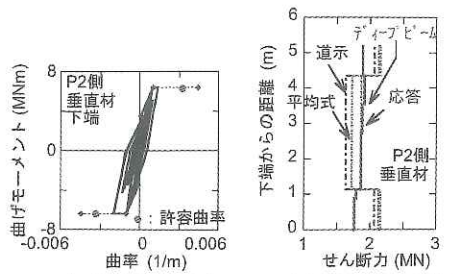 8
P2側
垂直材
下端
0
曲げモーメント (MNm)
◎：許容曲率
-8
-0.006
0
0.006
曲率 (1/m)
6
ディープビーム
道示
5
4
平均式
応答
3
下端からの距離 (m)
2
P2側
垂直材
1
0
1
2
3
せん断力 (MN)